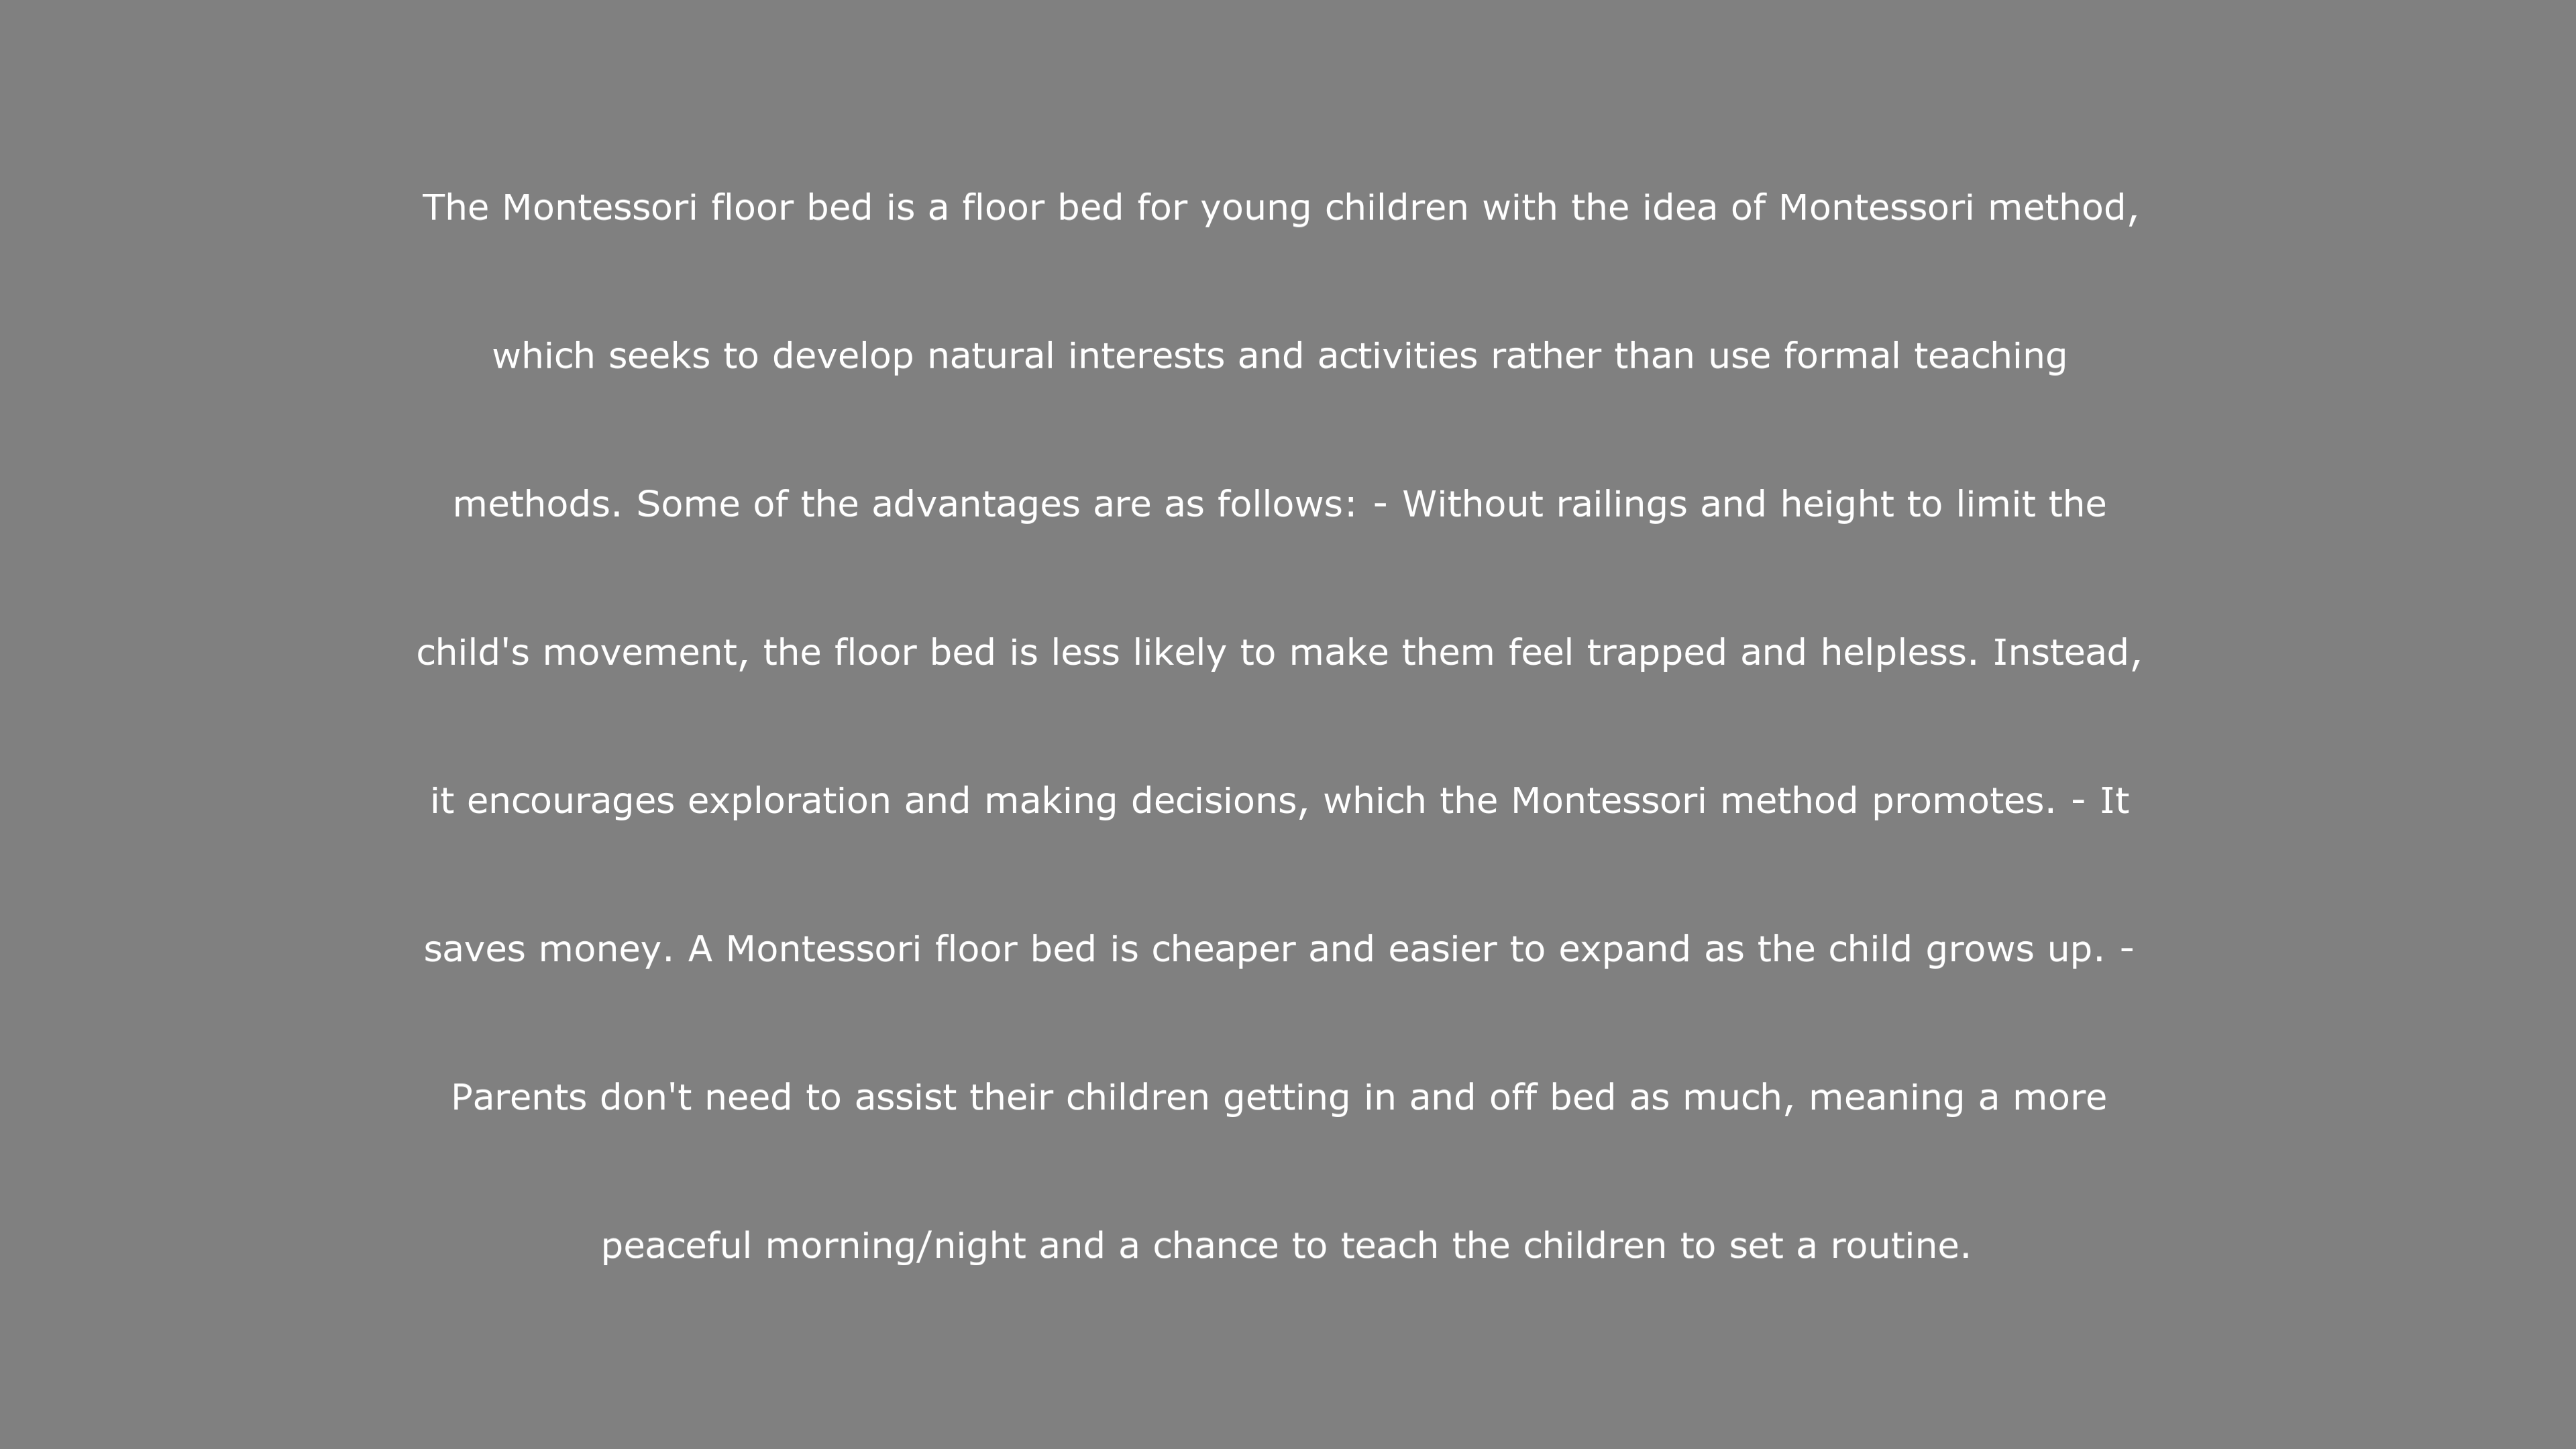 The Montessori floor bed is a floor bed for young children with the idea of Montessori method,
which seeks to develop natural interests and activities rather than use formal teaching
methods. Some of the advantages are as follows: - Without railings and height to limit the
child's movement, the floor bed is less likely to make them feel trapped and helpless. Instead,
it encourages exploration and making decisions, which the Montessori method promotes. - It
saves money. A Montessori floor bed is cheaper and easier to expand as the child grows up. -
Parents don't need to assist their children getting in and off bed as much, meaning a more
peaceful morning/night and a chance to teach the children to set a routine.